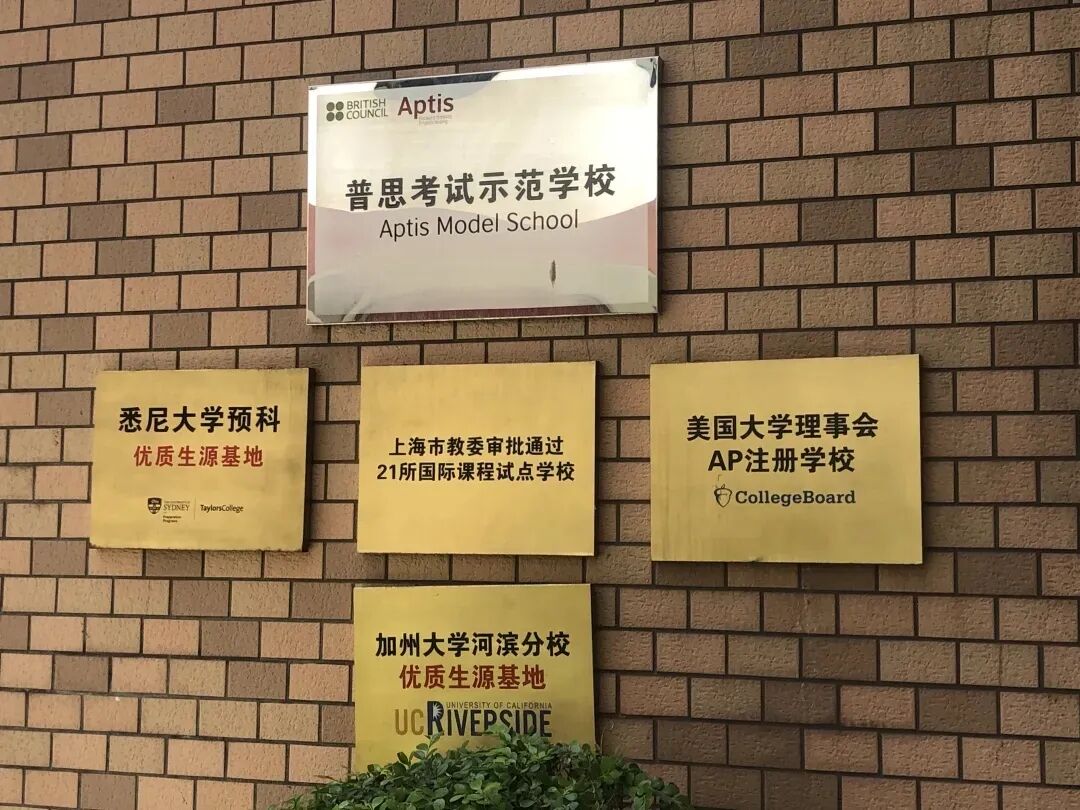 BRITISH
COUNCIL
Aptis
普思考试示范学校
Aptis Model School
悉尼大学预科
优质生源基地
SYDNEY
TaylorsCollege
上海市教委审批通过
21所国际课程试点学校
美国大学理事会
AP注册学校
CollegeBoard
加州大学河滨分校
优质生源基地
UNIVERSITY OF CALIFORNIA
UCRIVERSIDE